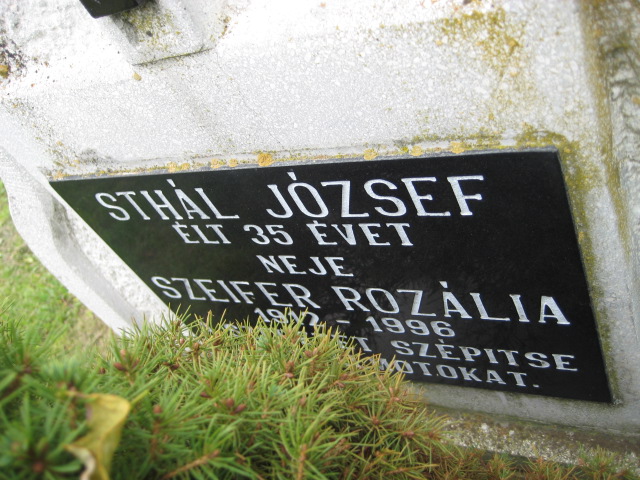 STHÁL JÓZSEF
ÉLT 35 ÉVET
NEJE
SZEIFER ROZÁLIA
- 1996
SZÉPITSE